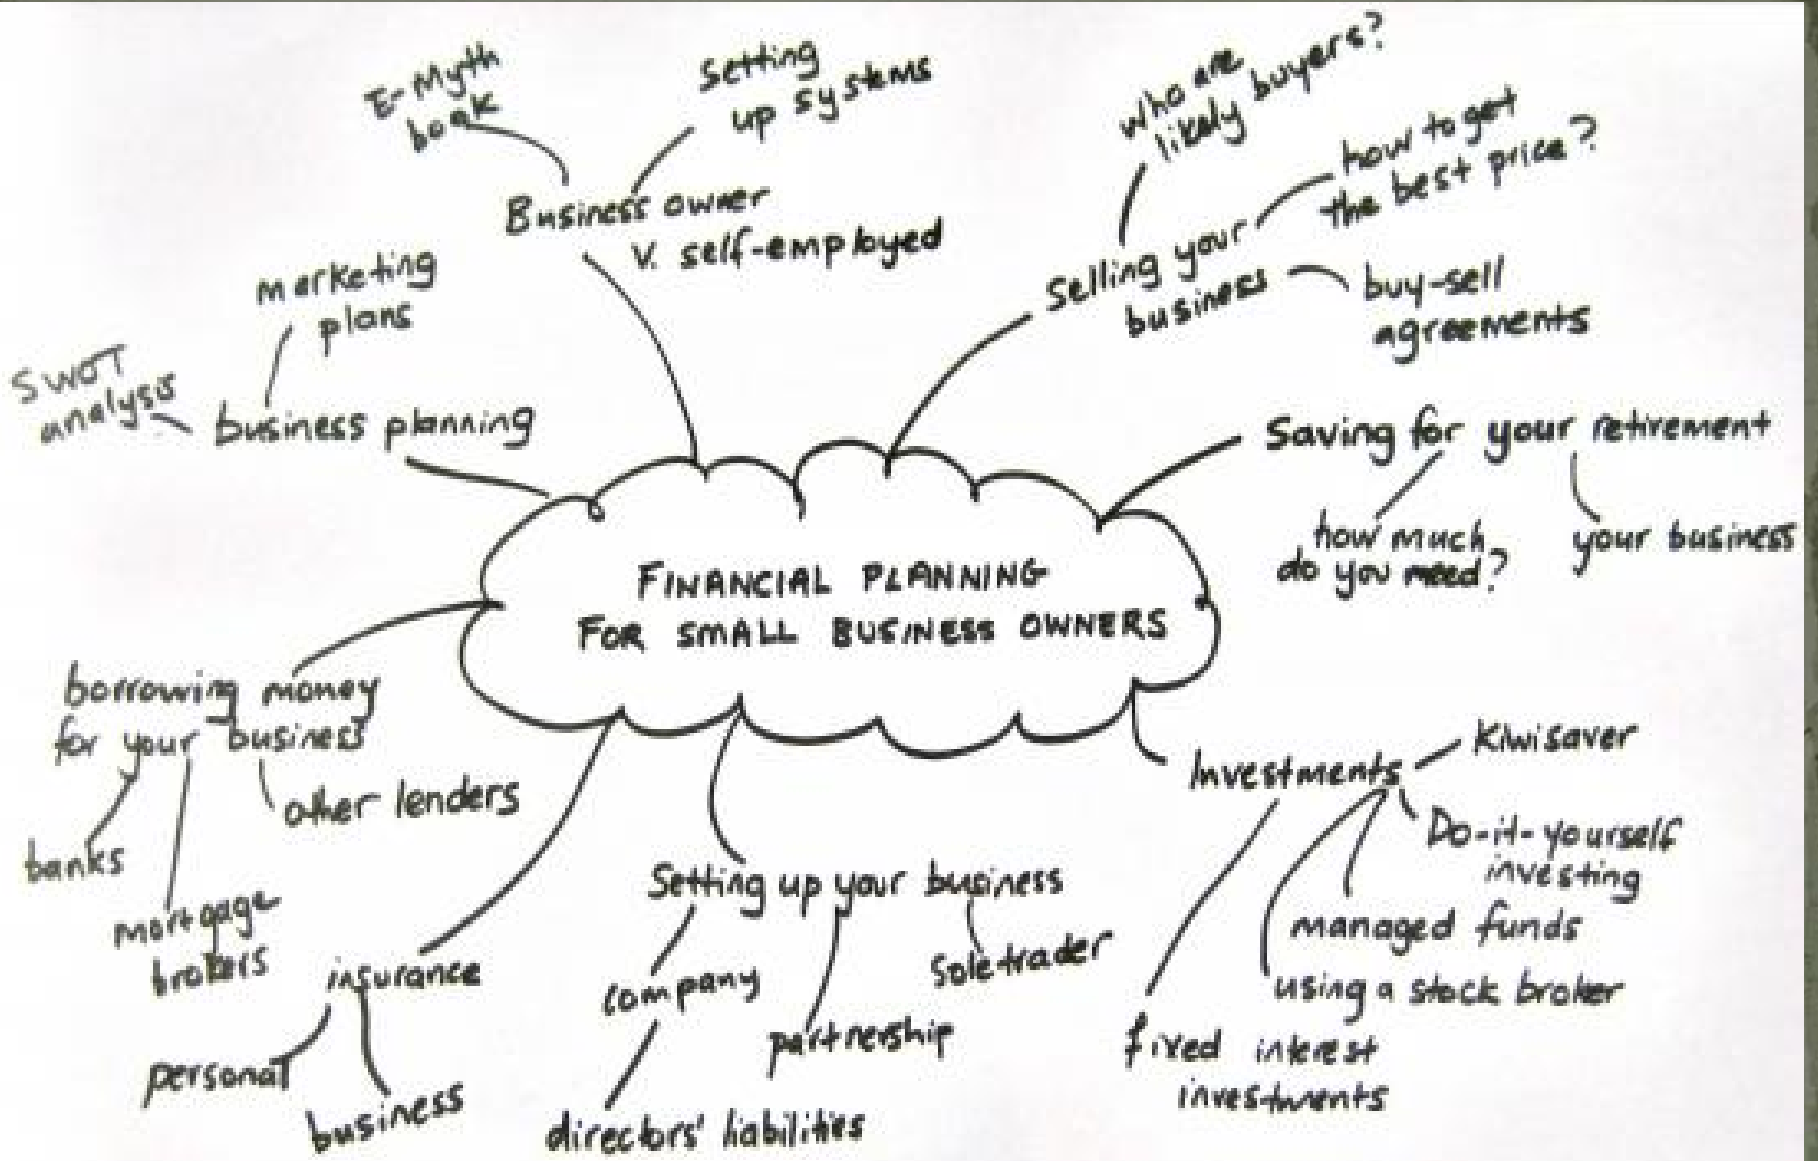 E-Myth
book
Setting
up systems
Business owner
v. self-employed
who are
likely buyers?
how to get
the best price?
Selling your
business
buy-sell
agreements
marketing
plans
SWOT
analysis
business planning
Saving for your retirement
how much
do you need?
your business
FINANCIAL PLANNING
FOR SMALL BUSINESS OWNERS
borrowing money
for your business
banks
mortgage
brokers
other lenders
insurance
personal
business
Setting up your business
company
partnership
sole trader
directors' liabilities
Investments
Kiwisaver
Do-it-yourself
investing
managed funds
using a stock broker
fixed interest
investments